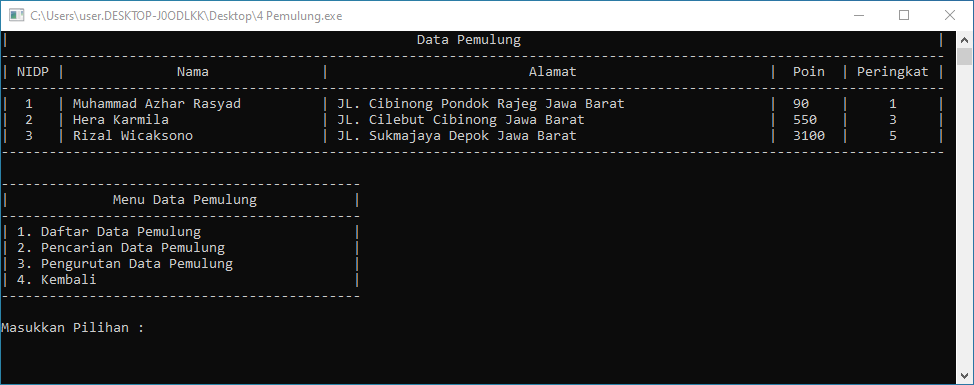 C:\Users\user.DESKTOP-J0ODLKK\Desktop\4 Pemulung.exe
| Data Pemulung |
| NIDP | Nama | Alamat | Poin | Peringkat |
| 1 | Muhammad Azhar Rasyad | JL. Cibinong Pondok Rajeg Jawa Barat | 90 | 1 |
| 2 | Hera Karmila | JL. Cilebut Cibinong Jawa Barat | 550 | 3 |
| 3 | Rizal Wicaksono | JL. Sukmajaya Depok Jawa Barat | 3100 | 5 |
| Menu Data Pemulung |
| 1. Daftar Data Pemulung |
| 2. Pencarian Data Pemulung |
| 3. Pengurutan Data Pemulung |
| 4. Kembali |
Masukkan Pilihan :